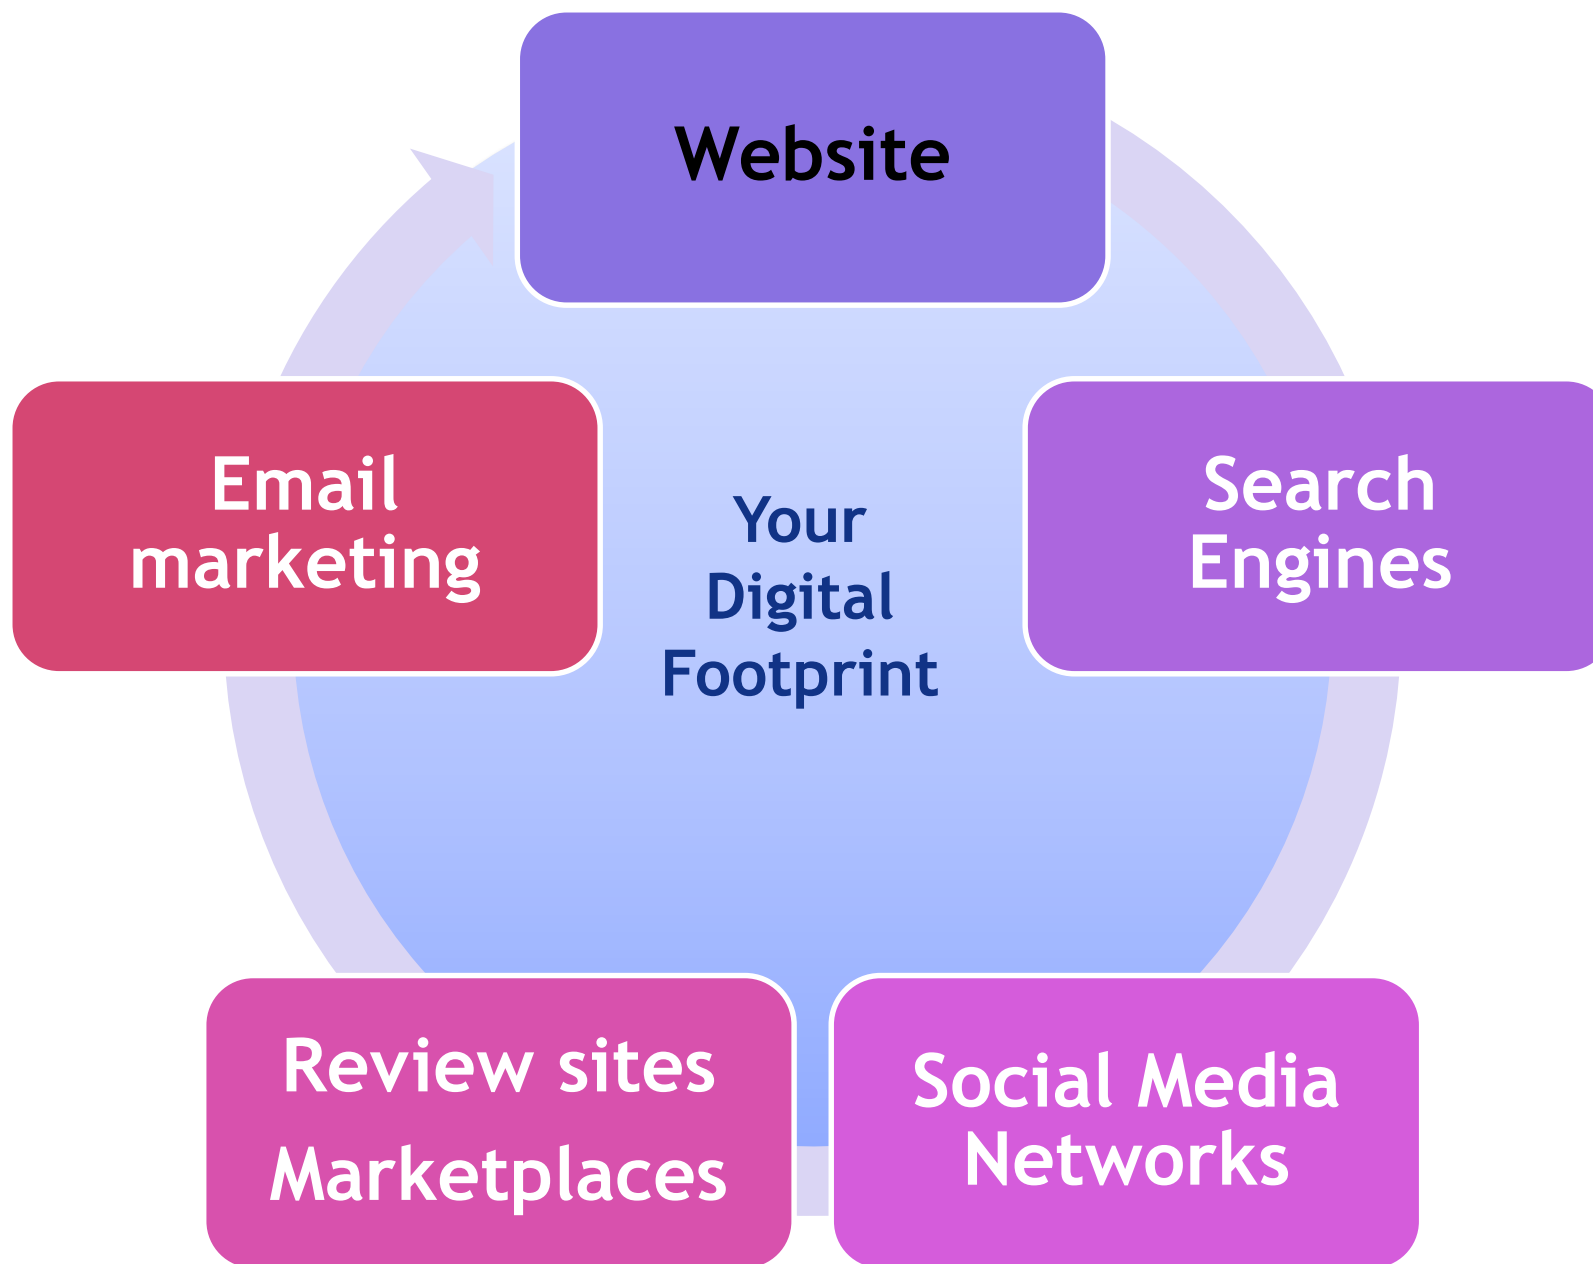 Website
Search
Engines
Social Media
Networks
Review sites
Marketplaces
Email
marketing
Your
Digital
Footprint